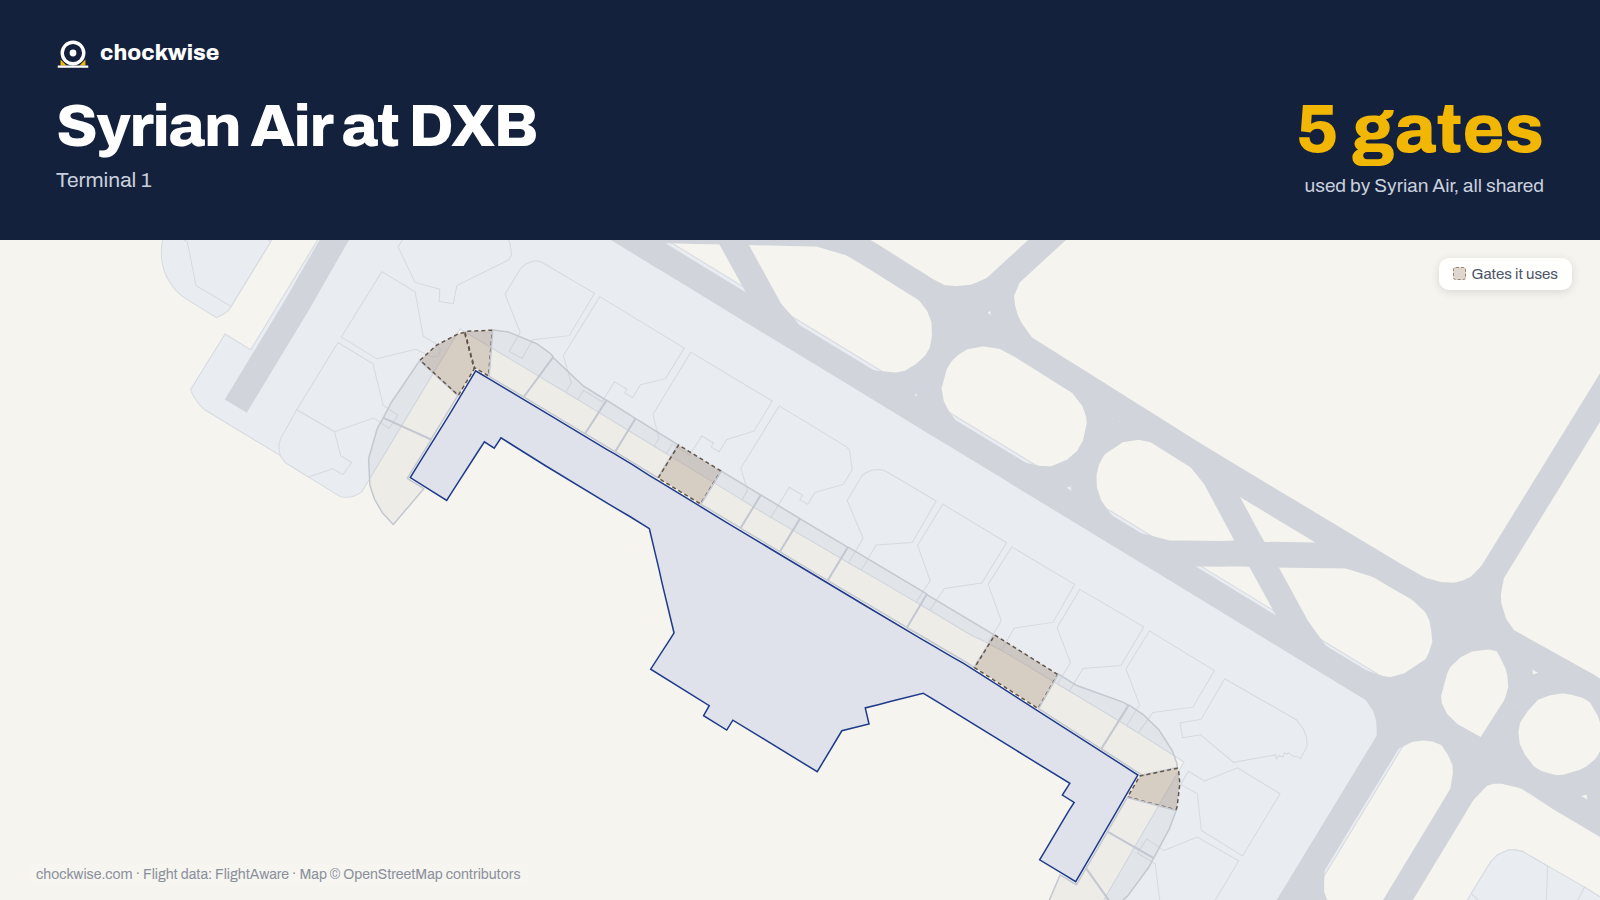 chockwise
Syrian Air at DXB
Terminal 1
5 gates
used by Syrian Air, all shared
Gates it uses
chockwise.com · Flight data: FlightAware · Map © OpenStreetMap contributors